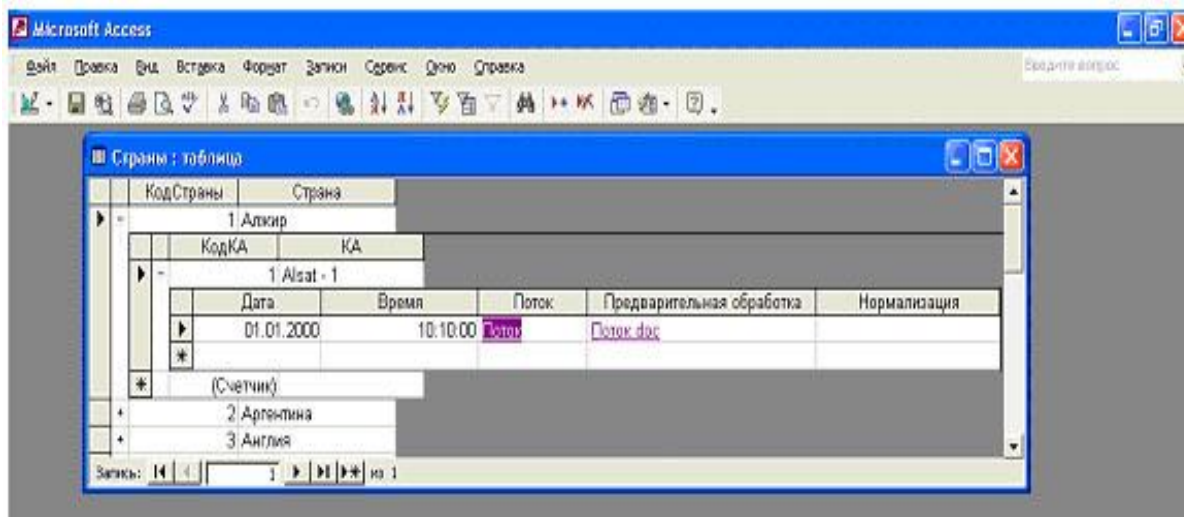 Microsoft Access
Файл Правка Вид Вставка Формат Записи Сервис Окно Справка Введите вопрос
Страны : таблица
КодСтраны Страна
1 Алжир
КодКА КА
1 Alsat - 1
Дата Время Поток Предварительная обработка Нормализация
01.01.2000 10:10:00 Поток Поток.doc
(Счетчик)
2 Аргентина
3 Англия
Запись: 1 из 1